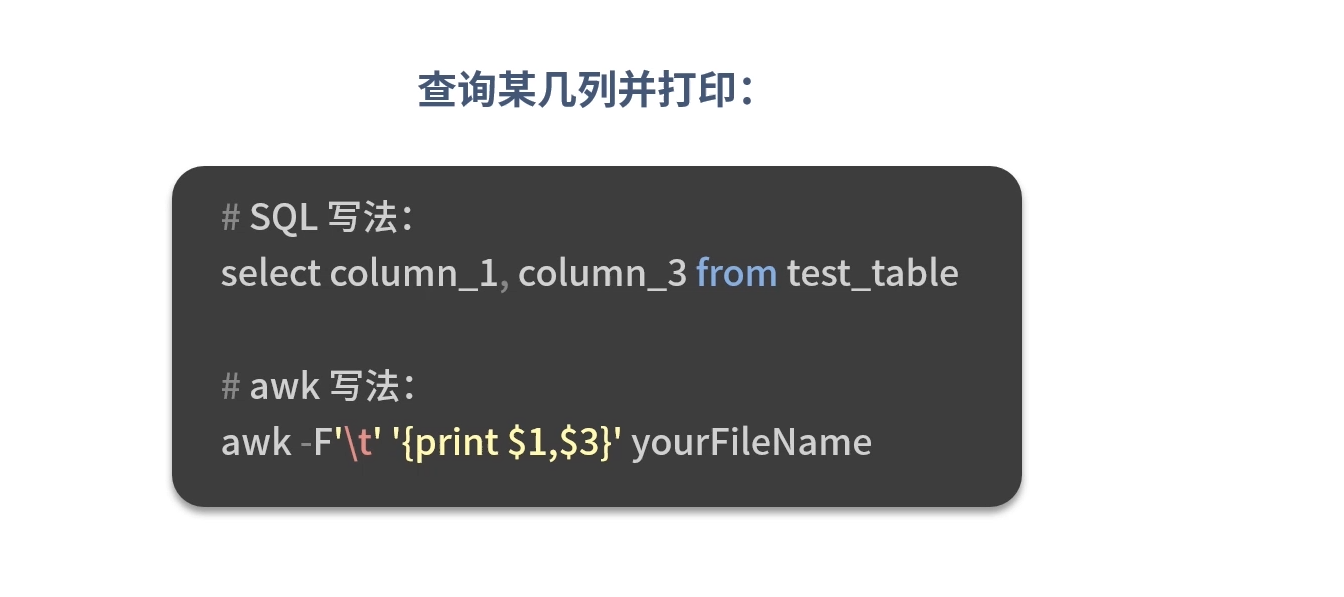 查询某几列并打印：
# SQL 写法：
select column_1, column_3 from test_table
# awk 写法：
awk -F'\t' '{print $1,$3}' yourFileName